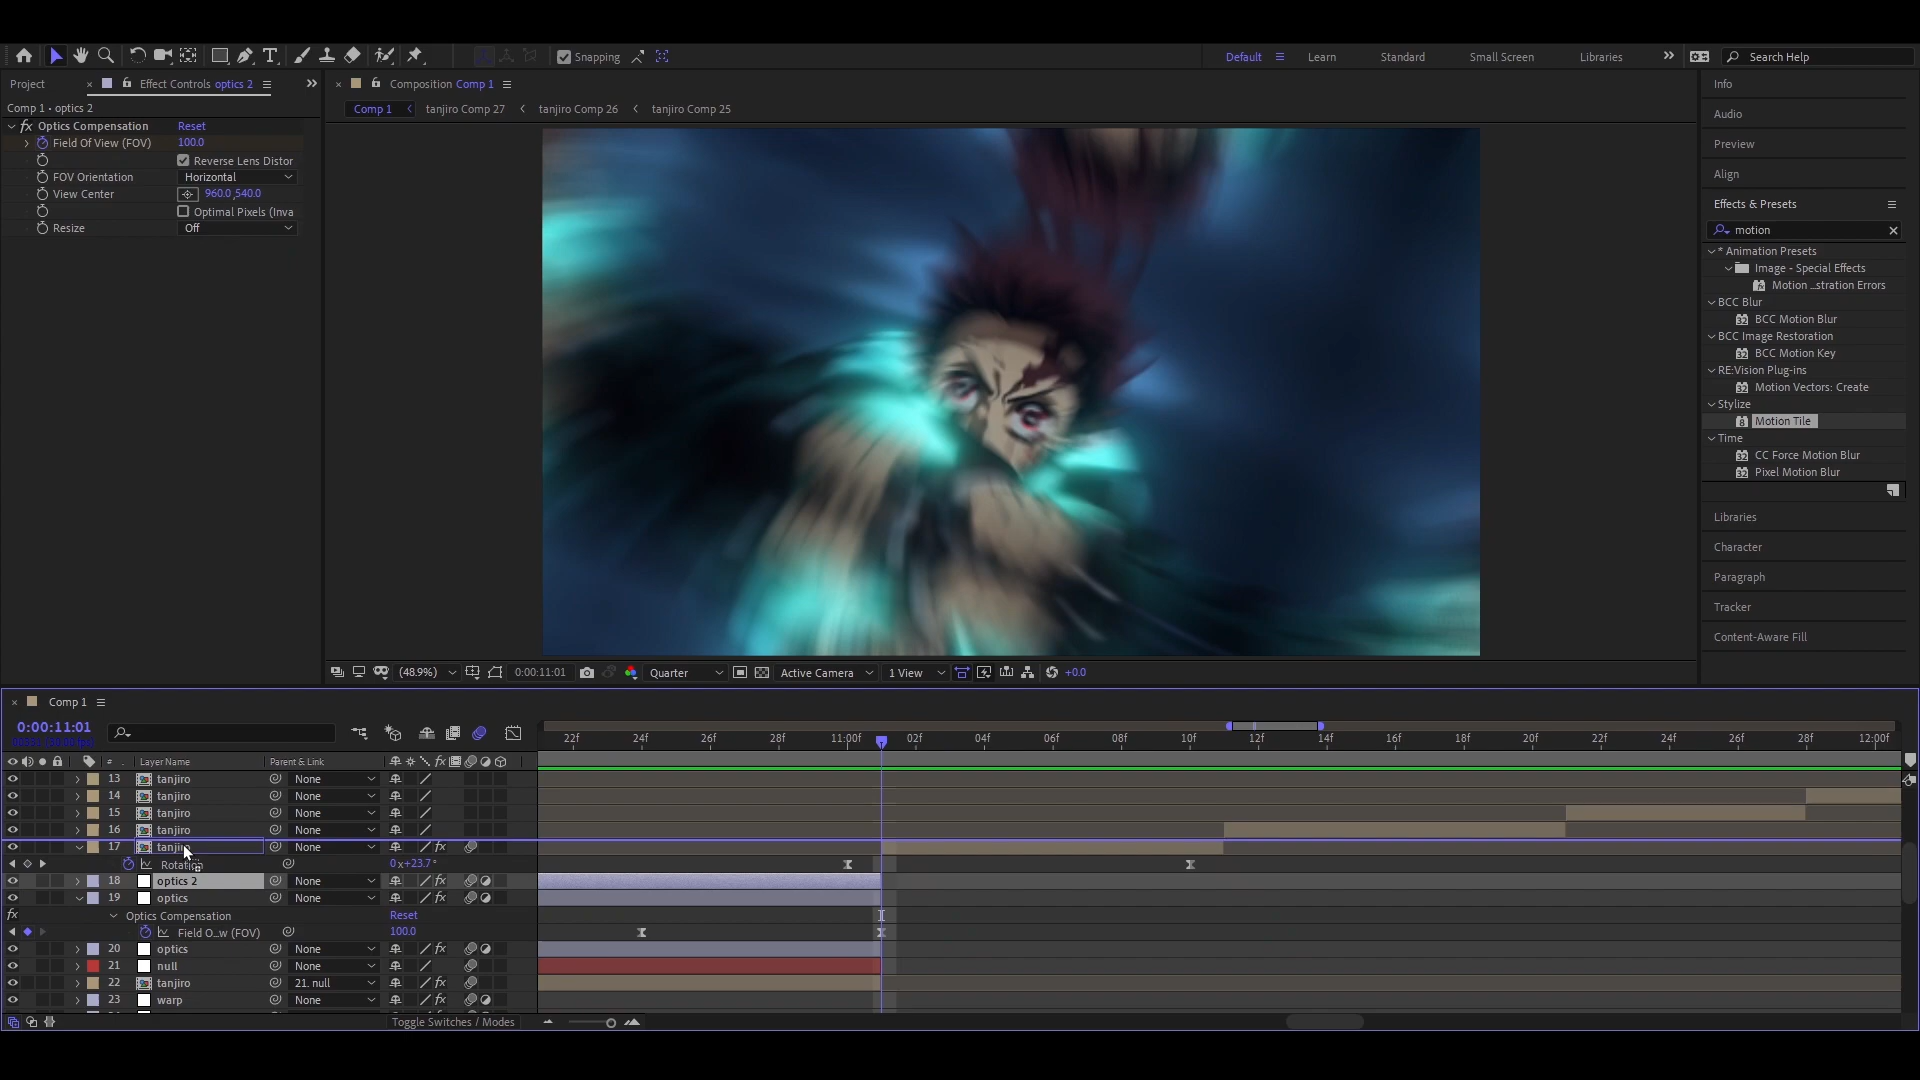 Snapping
Default
Learn
Standard
Small Screen
Libraries
Search Help
Project
Effect Controls optics 2
Composition Comp 1
Info
Comp 1 • optics 2
Comp 1
tanjiro Comp 27
tanjiro Comp 26
tanjiro Comp 25
Audio
fx Optics Compensation Reset
Field Of View (FOV) 100.0
Reverse Lens Distor
FOV Orientation Horizontal
View Center 960.0,540.0
Optimal Pixels (Inva
Resize Off
Preview
Align
Effects & Presets
motion
* Animation Presets
Image - Special Effects
Motion ...stration Errors
BCC Blur
BCC Motion Blur
BCC Image Restoration
BCC Motion Key
RE:Vision Plug-ins
Motion Vectors: Create
Stylize
Motion Tile
Time
CC Force Motion Blur
Pixel Motion Blur
Libraries
Character
Paragraph
Tracker
Content-Aware Fill
(48.9%) 0:00:11:01 Quarter Active Camera 1 View +0.0
Comp 1
0:00:11:01
22f 24f 26f 28f 11:00f 02f 04f 06f 08f 10f 12f 14f 16f 18f 20f 22f 24f 26f 28f 12:00f
# Layer Name Parent & Link
13 tanjiro None
14 tanjiro None
15 tanjiro None
16 tanjiro None
17 tanjiro None fx
Rotation 0x+23.7°
18 optics 2 None fx
19 optics None fx
fx Optics Compensation Reset
Field O...w (FOV) 100.0
20 optics None fx
21 null None
22 tanjiro 21. null fx
23 warp None fx
Toggle Switches / Modes